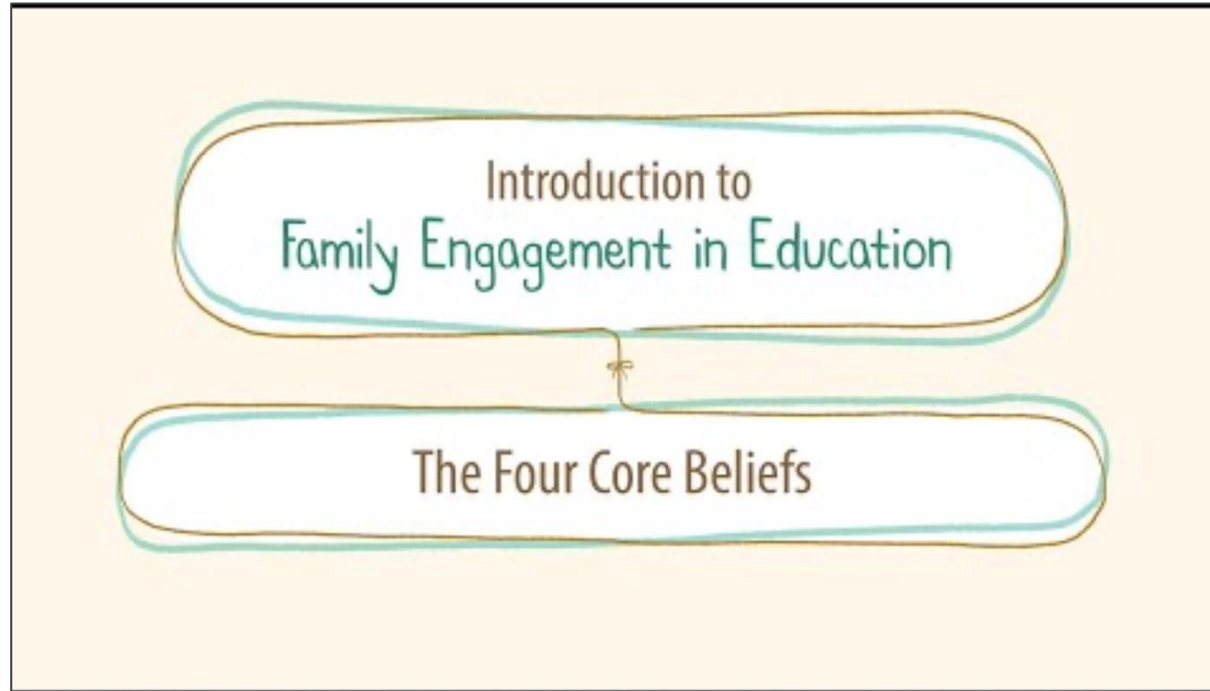 Introduction to
Family Engagement in Education
The Four Core Beliefs